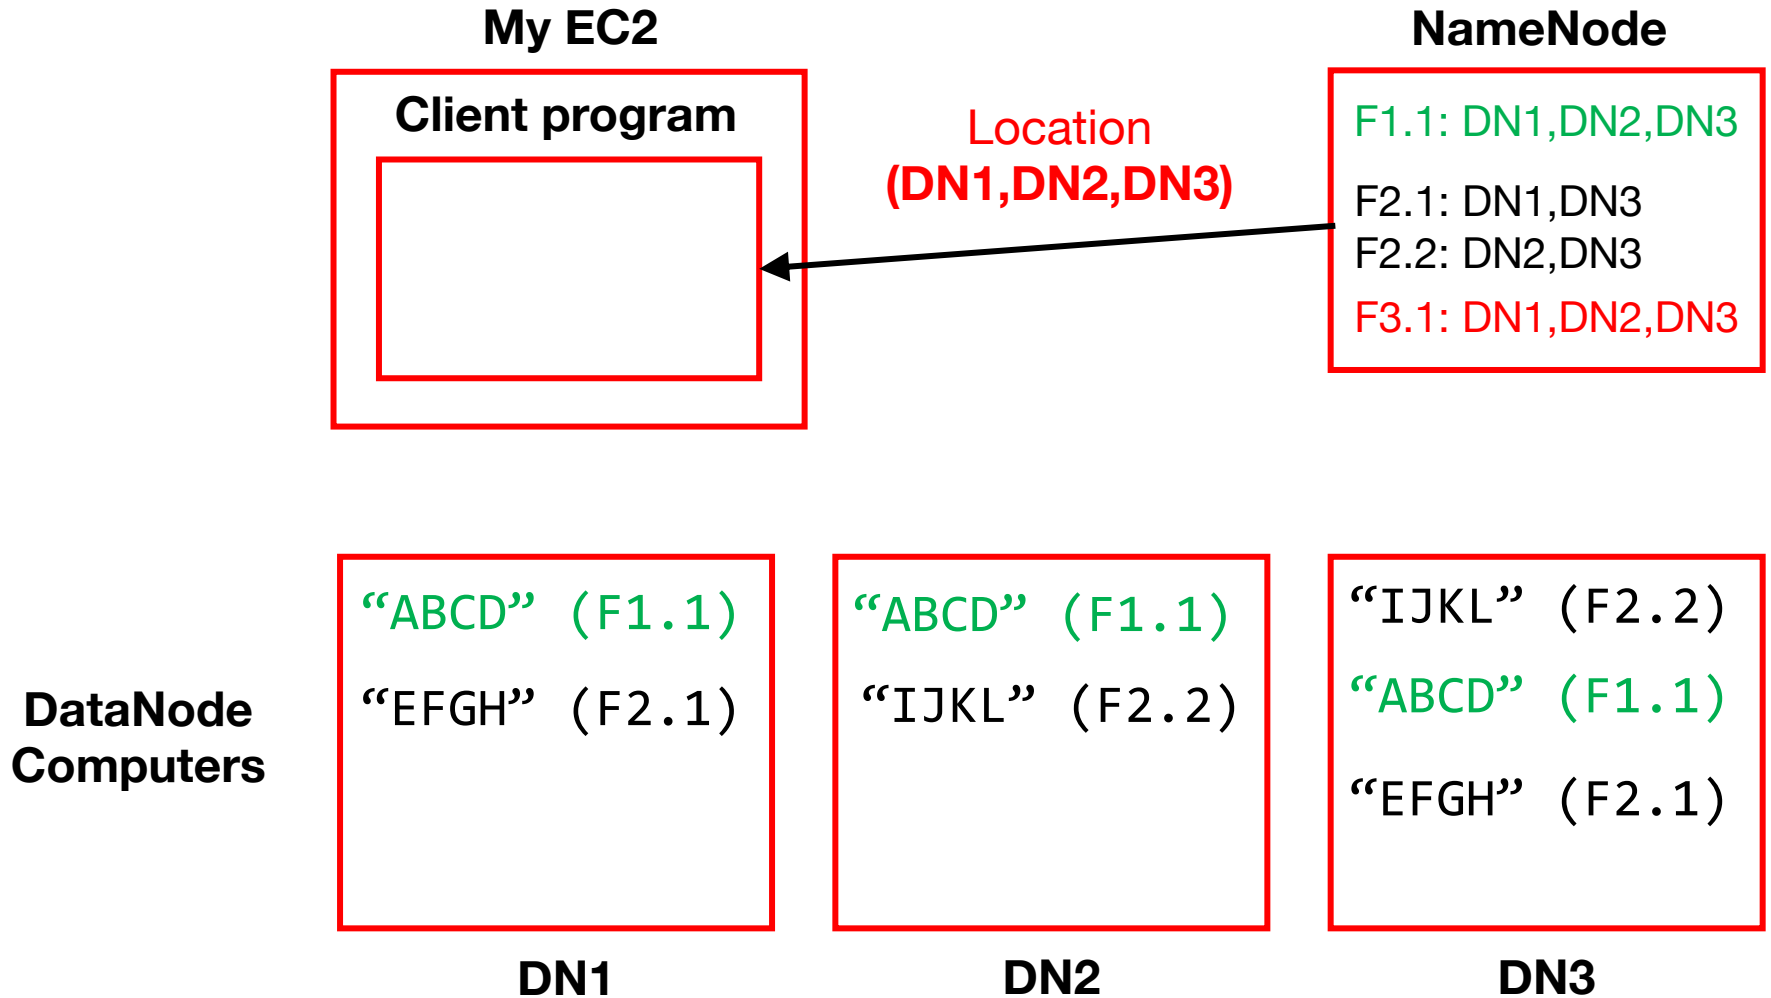 My EC2
Client program
Location
(DN1,DN2,DN3)
NameNode
F1.1: DN1,DN2,DN3
F2.1: DN1,DN3
F2.2: DN2,DN3
F3.1: DN1,DN2,DN3
DataNode
Computers
“ABCD” (F1.1)
“EFGH” (F2.1)
DN1
“ABCD” (F1.1)
“IJKL” (F2.2)
DN2
“IJKL” (F2.2)
“ABCD” (F1.1)
“EFGH” (F2.1)
DN3